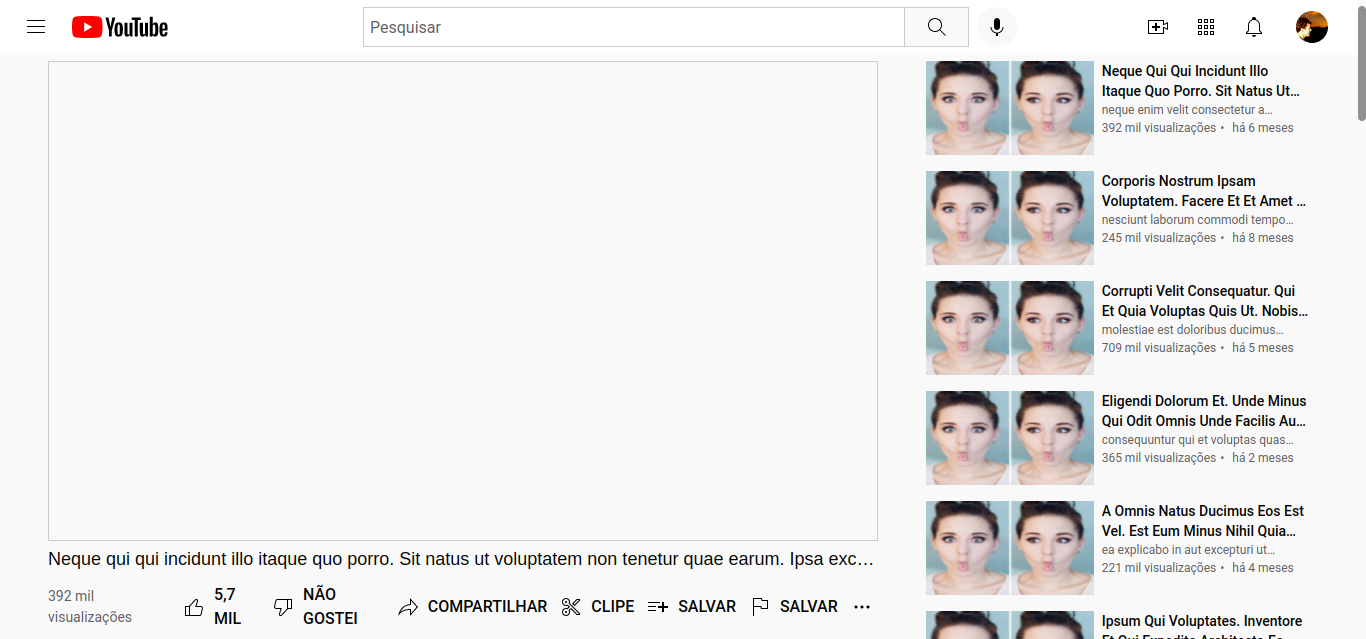 YouTube
Pesquisar
Neque qui qui incidunt illo itaque quo porro. Sit natus ut voluptatem non tenetur quae earum. Ipsa exc…
392 mil
visualizações
5,7
MIL
NÃO
GOSTEI
COMPARTILHAR
CLIPE
SALVAR
SALVAR
Neque Qui Qui Incidunt Illo
Itaque Quo Porro. Sit Natus Ut…
neque enim velit consectetur a…
392 mil visualizações • há 6 meses
Corporis Nostrum Ipsam
Voluptatem. Facere Et Et Amet …
nesciunt laborum commodi tempo…
245 mil visualizações • há 8 meses
Corrupti Velit Consequatur. Qui
Et Quia Voluptas Quis Ut. Nobis…
molestiae est doloribus ducimus…
709 mil visualizações • há 5 meses
Eligendi Dolorum Et. Unde Minus
Qui Odit Omnis Unde Facilis Au…
consequuntur qui et voluptas quas…
365 mil visualizações • há 2 meses
A Omnis Natus Ducimus Eos Est
Vel. Est Eum Minus Nihil Quia…
ea explicabo in aut excepturi ut…
221 mil visualizações • há 4 meses
Ipsum Qui Voluptates. Inventore